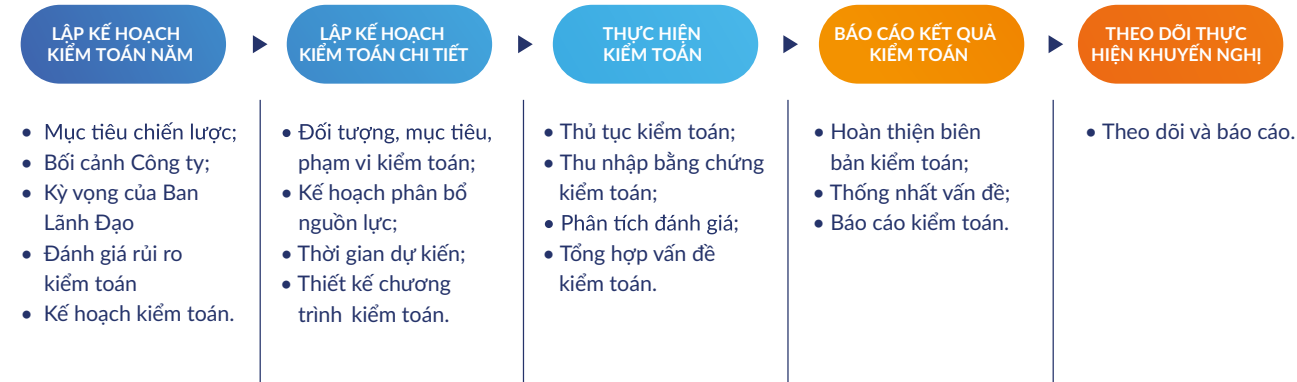 LẬP KẾ HOẠCH
KIỂM TOÁN NĂM
LẬP KẾ HOẠCH
KIỂM TOÁN CHI TIẾT
THỰC HIỆN
KIỂM TOÁN
BÁO CÁO KẾT QUẢ
KIỂM TOÁN
THEO DÕI THỰC
HIỆN KHUYẾN NGHỊ
• Mục tiêu chiến lược;
• Bối cảnh Công ty;
• Kỳ vọng của Ban
Lãnh Đạo
• Đánh giá rủi ro
kiểm toán
• Kế hoạch kiểm toán.
• Đối tượng, mục tiêu,
phạm vi kiểm toán;
• Kế hoạch phân bổ
nguồn lực;
• Thời gian dự kiến;
• Thiết kế chương
trình kiểm toán.
• Thủ tục kiểm toán;
• Thu nhập bằng chứng
kiểm toán;
• Phân tích đánh giá;
• Tổng hợp vấn đề
kiểm toán.
• Hoàn thiện biên
bản kiểm toán;
• Thống nhất vấn đề;
• Báo cáo kiểm toán.
• Theo dõi và báo cáo.